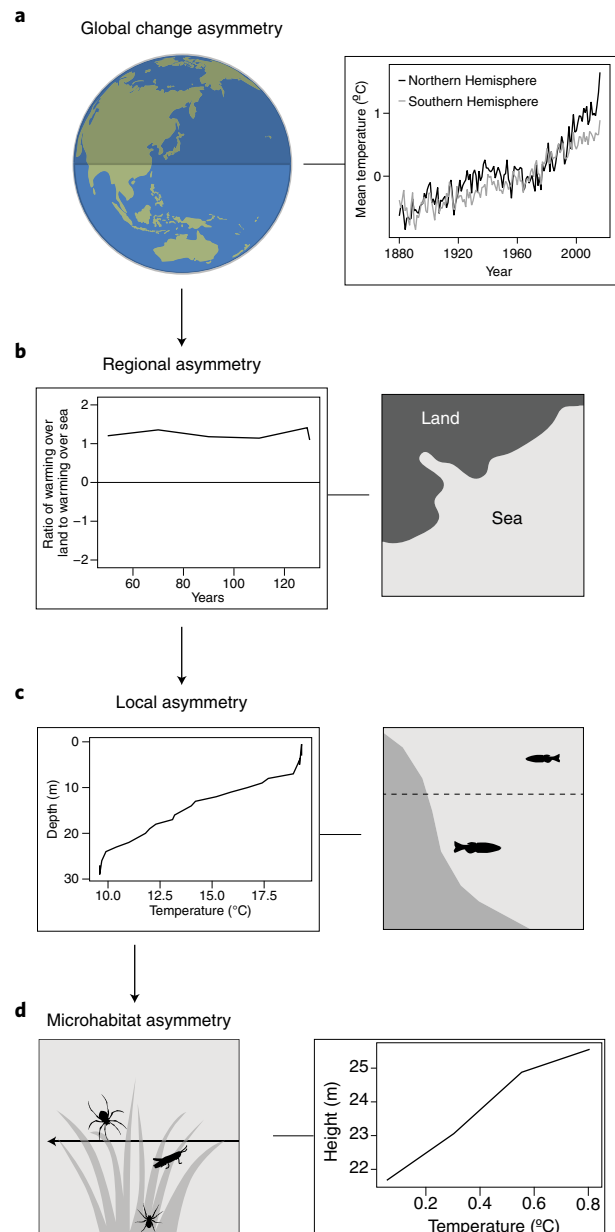 a
Global change asymmetry
Mean temperature (ºC)
Northern Hemisphere
Southern Hemisphere
1
0
1880 1920 1960 2000
Year
b
Regional asymmetry
Ratio of warming over
land to warming over sea
2
1
0
–1
–2
60 80 100 120
Years
Land
Sea
c
Local asymmetry
Depth (m)
0
10
20
30
10.0 12.5 15.0 17.5
Temperature (°C)
d
Microhabitat asymmetry
Height (m)
25
24
23
22
0.2 0.4 0.6 0.8
Temperature (ºC)